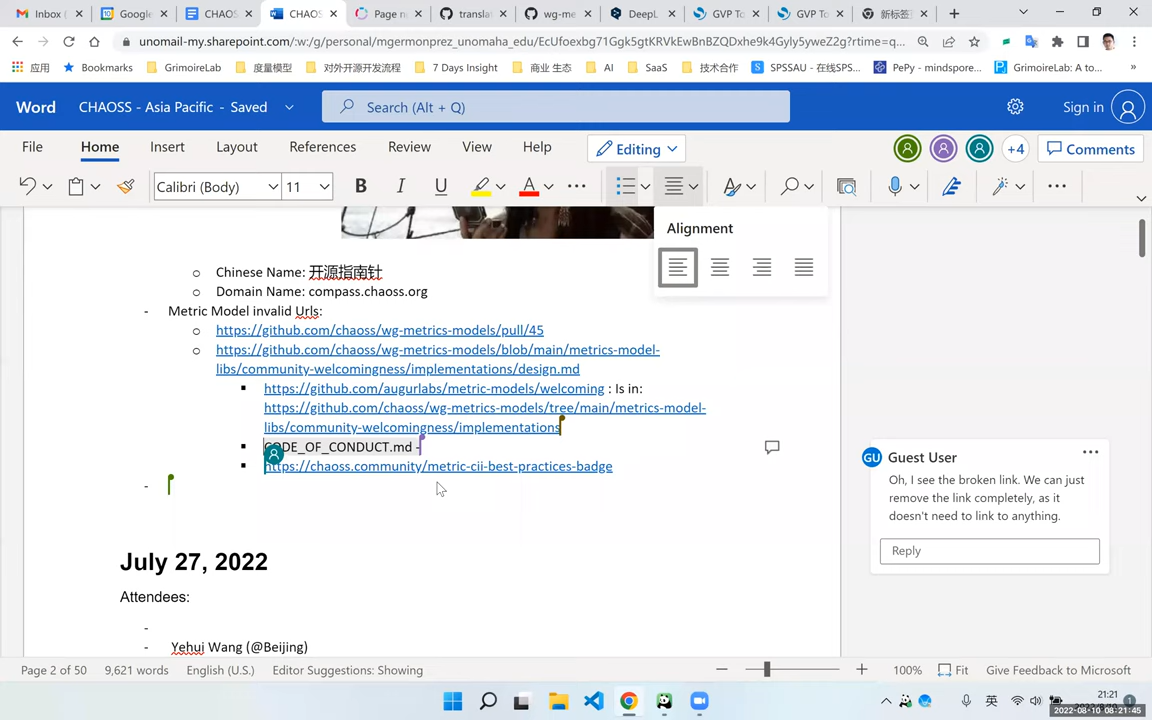 Inbox (
Google
CHAOS
CHAOS
Page n
transla
wg-me
DeepL
GVP To
GVP To
新标签
unomail-my.sharepoint.com/:w:/g/personal/mgermonprez_unomaha_edu/EcUfoexbg71Ggk5gtKRVkEwBnBZQDxhe9k4Gyly5yweZ2g?rtime=q...
应用
Bookmarks
GrimoireLab
度量模型
对外开源开发流程
7 Days Insight
商业 生态
AI
SaaS
技术合作
SPSSAU - 在线SPS...
PePy - mindspore...
GrimoireLab: A to...
»
Word
CHAOSS - Asia Pacific - Saved
Search (Alt + Q)
Sign in
File
Home
Insert
Layout
References
Review
View
Help
Editing
+4
Comments
Calibri (Body)
11
B
I
U
A
Alignment
o Chinese Name: 开源指南针
o Domain Name: compass.chaoss.org
- Metric Model invalid Urls:
o https://github.com/chaoss/wg-metrics-models/pull/45
o https://github.com/chaoss/wg-metrics-models/blob/main/metrics-model-
libs/community-welcomingness/implementations/design.md
▪ https://github.com/augurlabs/metric-models/welcoming : Is in:
https://github.com/chaoss/wg-metrics-models/tree/main/metrics-model-
libs/community-welcomingness/implementations
▪ CODE_OF_CONDUCT.md -
▪ https://chaoss.community/metric-cii-best-practices-badge
-
GU
Guest User
Oh, I see the broken link. We can just
remove the link completely, as it
doesn't need to link to anything.
Reply
July 27, 2022
Attendees:
-
- Yehui Wang (@Beijing)
Page 2 of 50
9,621 words
English (U.S.)
Editor Suggestions: Showing
100%
Fit
Give Feedback to Microsoft
英
21:21
2022-08-10 08:21:45
1